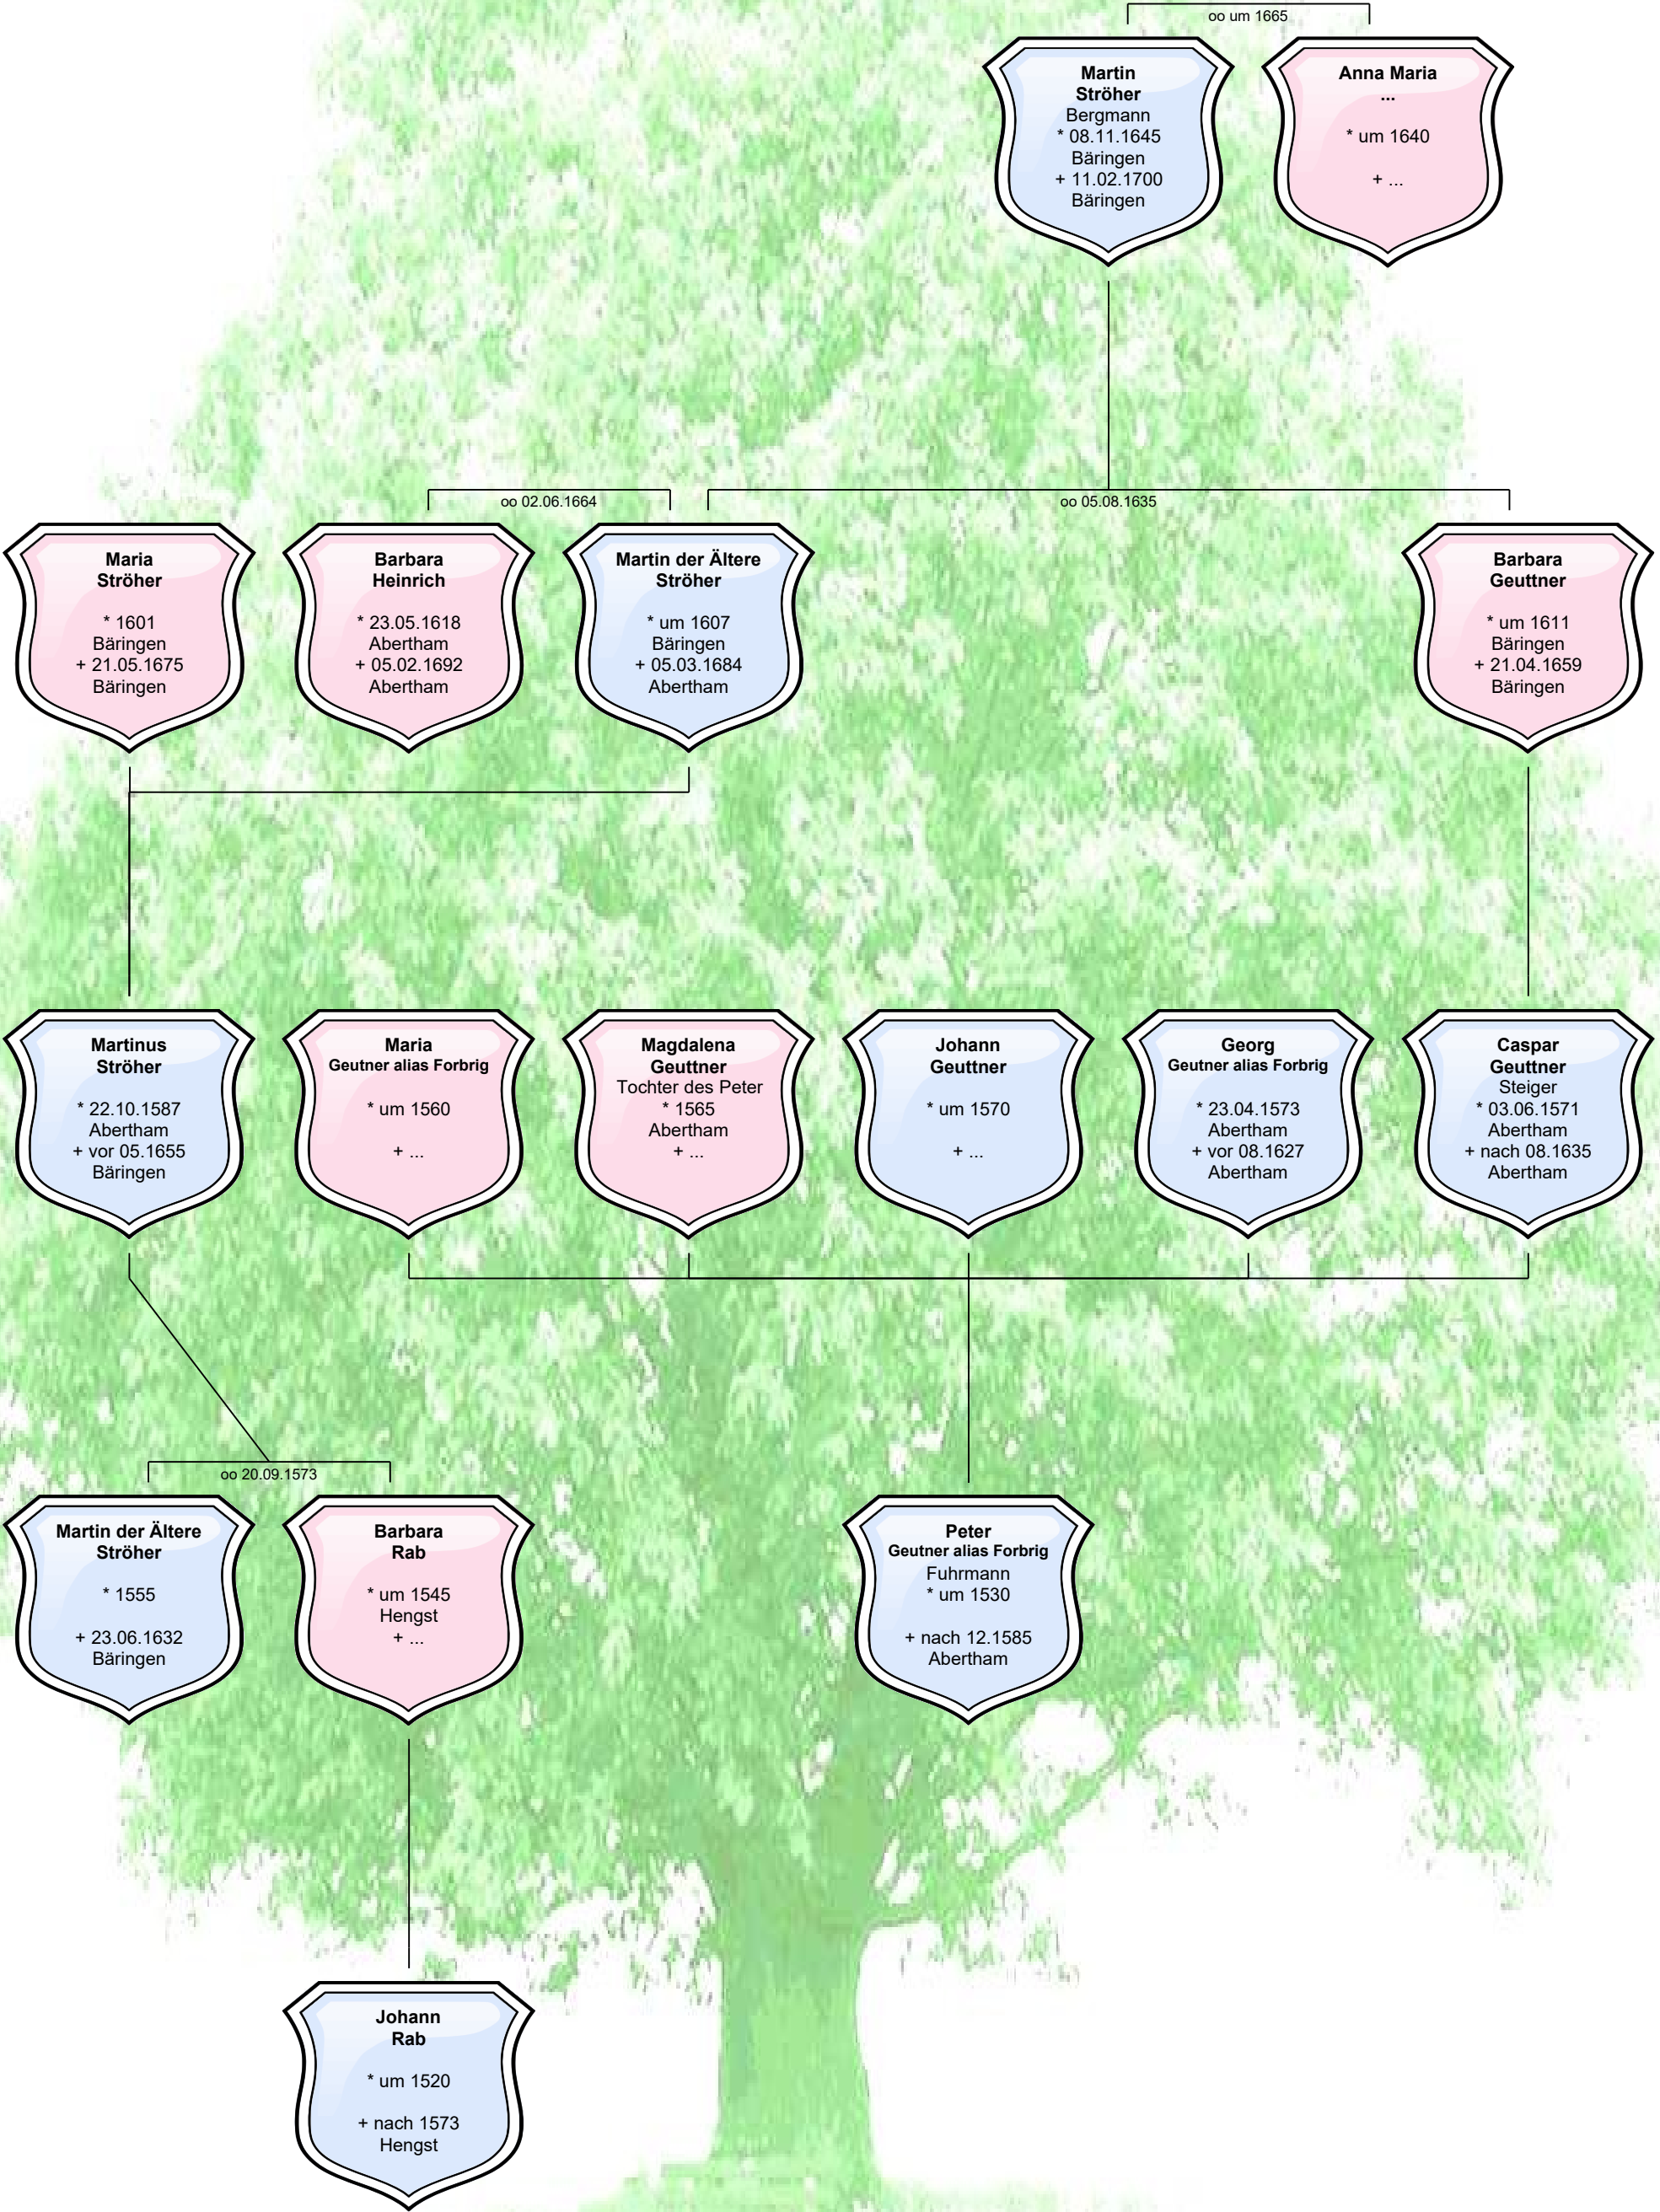 oo um 1665
Martin
Ströher
Bergmann
* 08.11.1645
Bäringen
+ 11.02.1700
Bäringen
Anna Maria
...
* um 1640
+ ...
oo 02.06.1664
oo 05.08.1635
Maria
Ströher
* 1601
Bäringen
+ 21.05.1675
Bäringen
Barbara
Heinrich
* 23.05.1618
Abertham
+ 05.02.1692
Abertham
Martin der Ältere
Ströher
* um 1607
Bäringen
+ 05.03.1684
Abertham
Barbara
Geuttner
* um 1611
Bäringen
+ 21.04.1659
Bäringen
Martinus
Ströher
* 22.10.1587
Abertham
+ vor 05.1655
Bäringen
Maria
Geutner alias Forbrig
* um 1560
+ ...
Magdalena
Geuttner
Tochter des Peter
* 1565
Abertham
+ ...
Johann
Geuttner
* um 1570
+ ...
Georg
Geutner alias Forbrig
* 23.04.1573
Abertham
+ vor 08.1627
Abertham
Caspar
Geuttner
Steiger
* 03.06.1571
Abertham
+ nach 08.1635
Abertham
oo 20.09.1573
Martin der Ältere
Ströher
* 1555
+ 23.06.1632
Bäringen
Barbara
Rab
* um 1545
Hengst
+ ...
Peter
Geutner alias Forbrig
Fuhrmann
* um 1530
+ nach 12.1585
Abertham
Johann
Rab
* um 1520
+ nach 1573
Hengst